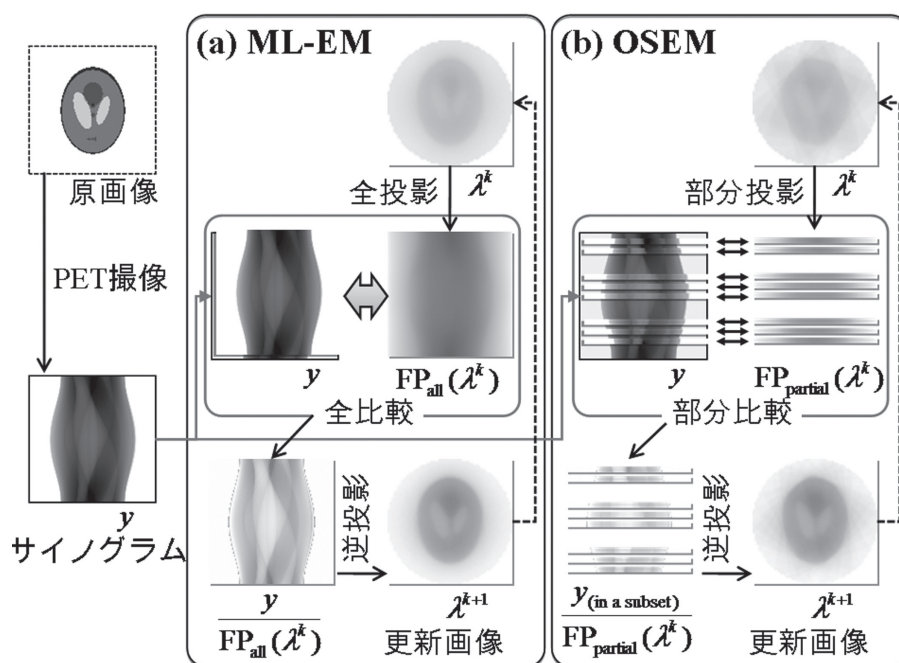 原画像
PET撮像
y
サイノグラム
(a) ML-EM
λ^k
全投影
y
FP_all(λ^k)
全比較
逆投影
y
FP_all(λ^k)
λ^{k+1}
更新画像
(b) OSEM
λ^k
部分投影
y
FP_partial(λ^k)
部分比較
逆投影
y_(in a subset)
FP_partial(λ^k)
λ^{k+1}
更新画像